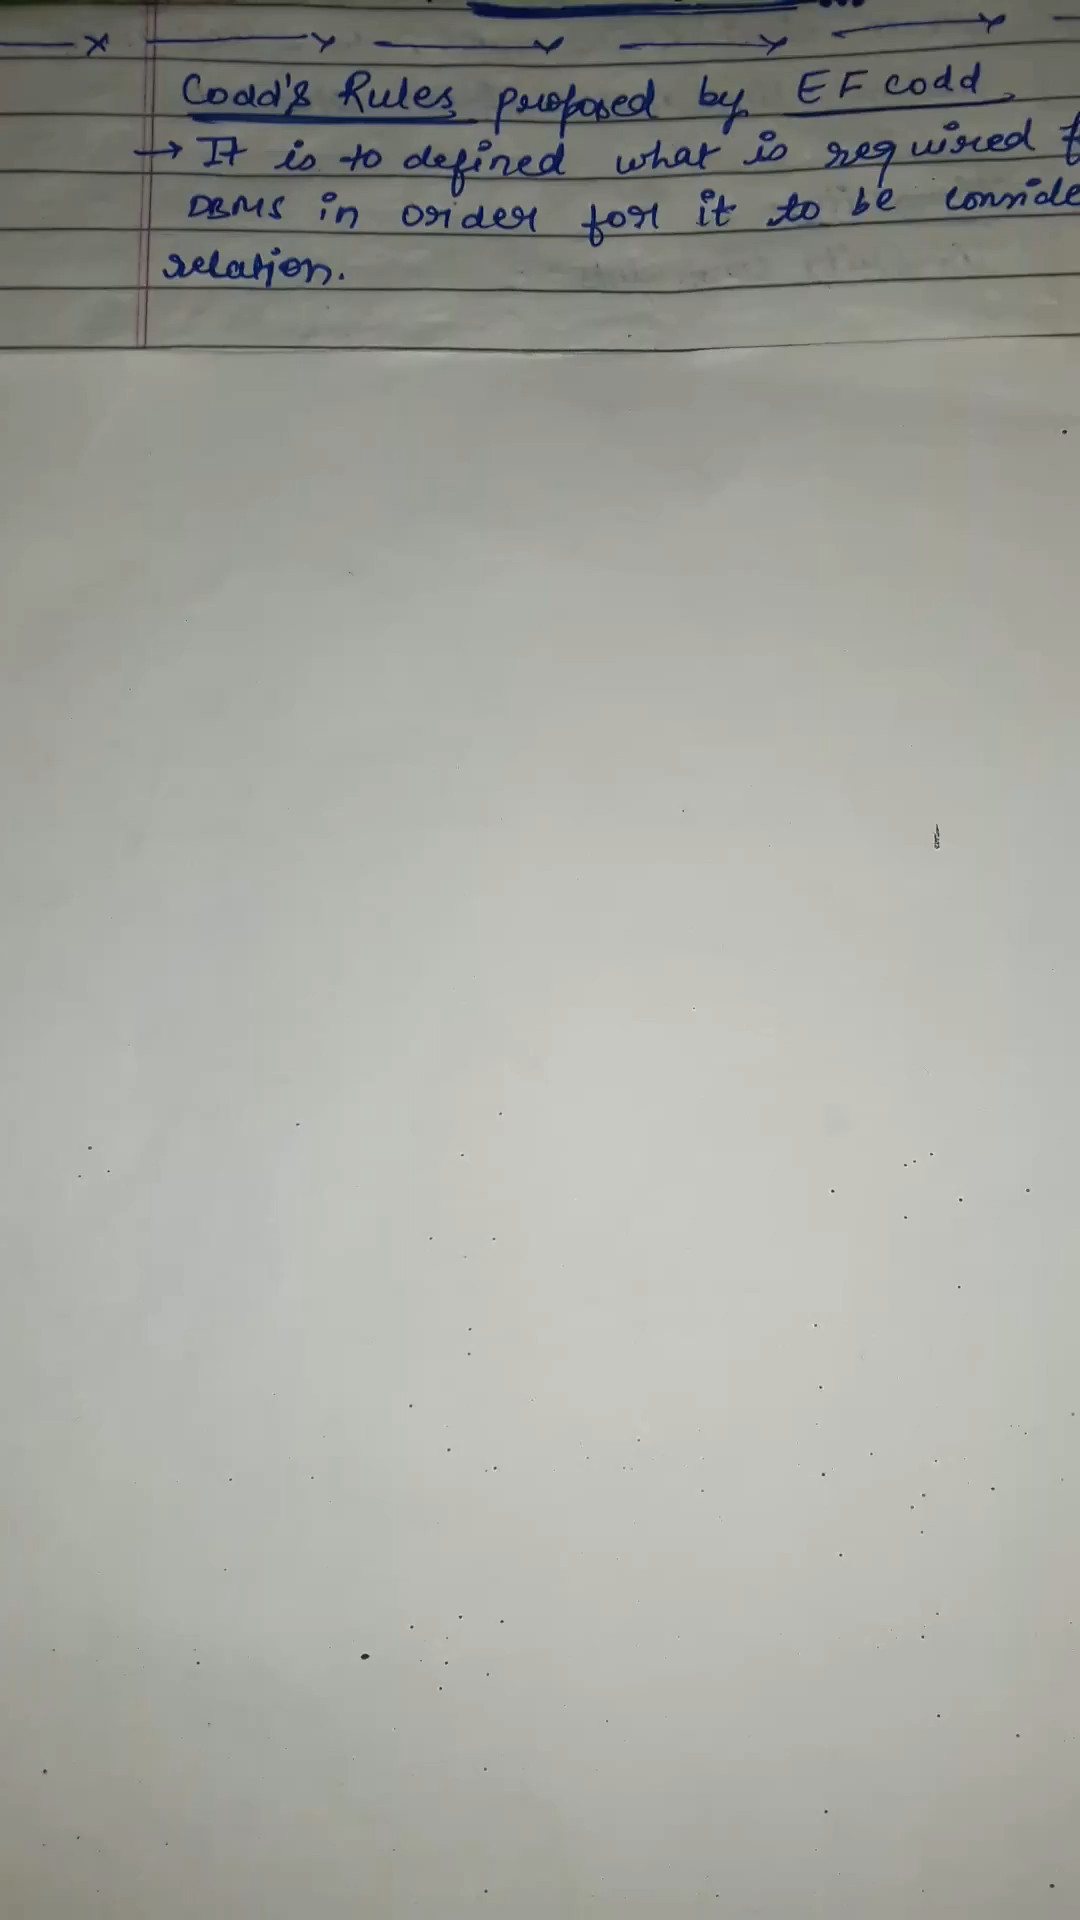 Codd's Rules proposed by EF codd
→ It is to defined what is required
DBMS in order for it to be conside
relation.